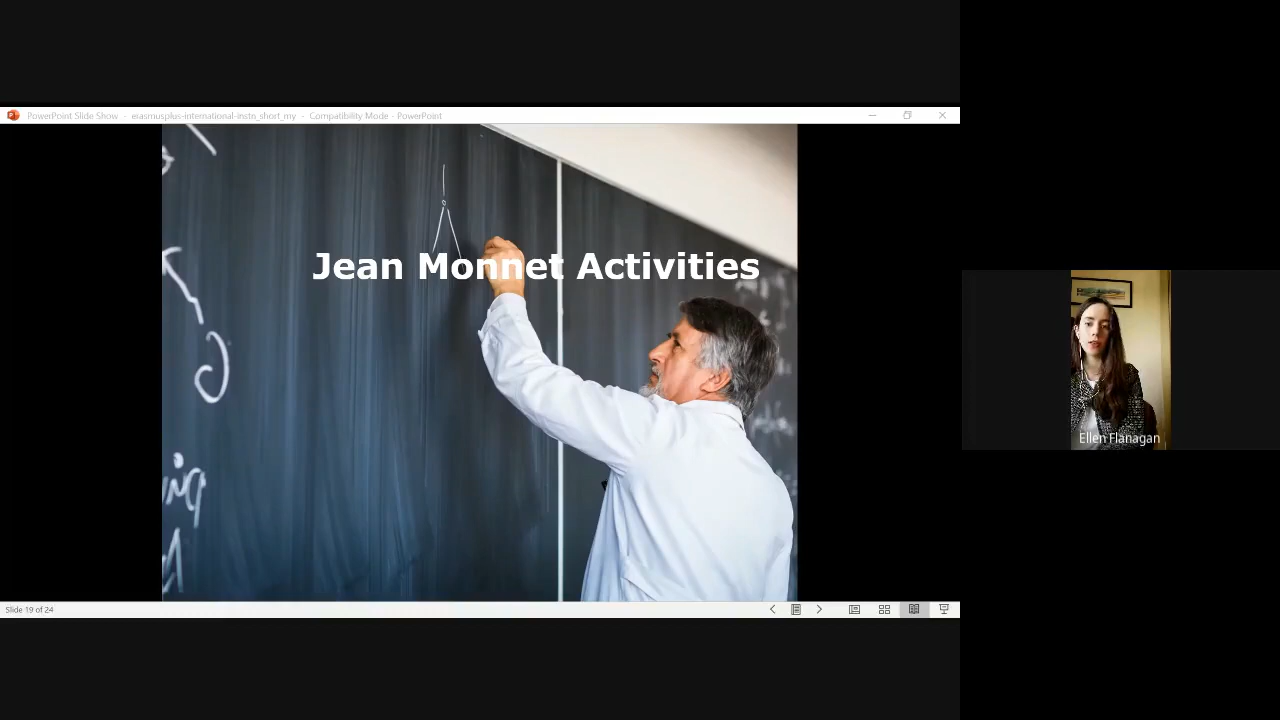 PowerPoint Slide Show - erasmusplus-international-instn_short_my - Compatibility Mode - PowerPoint
Jean Monnet Activities
Ellen Flanagan
Slide 19 of 24